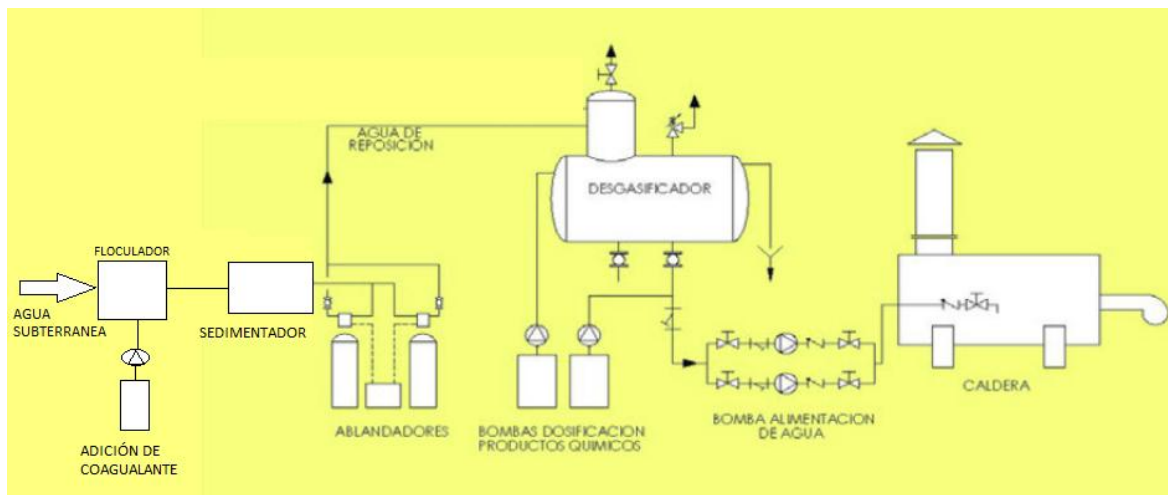 AGUA DE
REPOSICIÓN
DESGASIFICADOR
FLOCULADOR
AGUA
SUBTERRANEA
SEDIMENTADOR
ADICIÓN DE
COAGUALANTE
ABLANDADORES
BOMBAS DOSIFICACION
PRODUCTOS QUIMICOS
BOMBA ALIMENTACION
DE AGUA
CALDERA